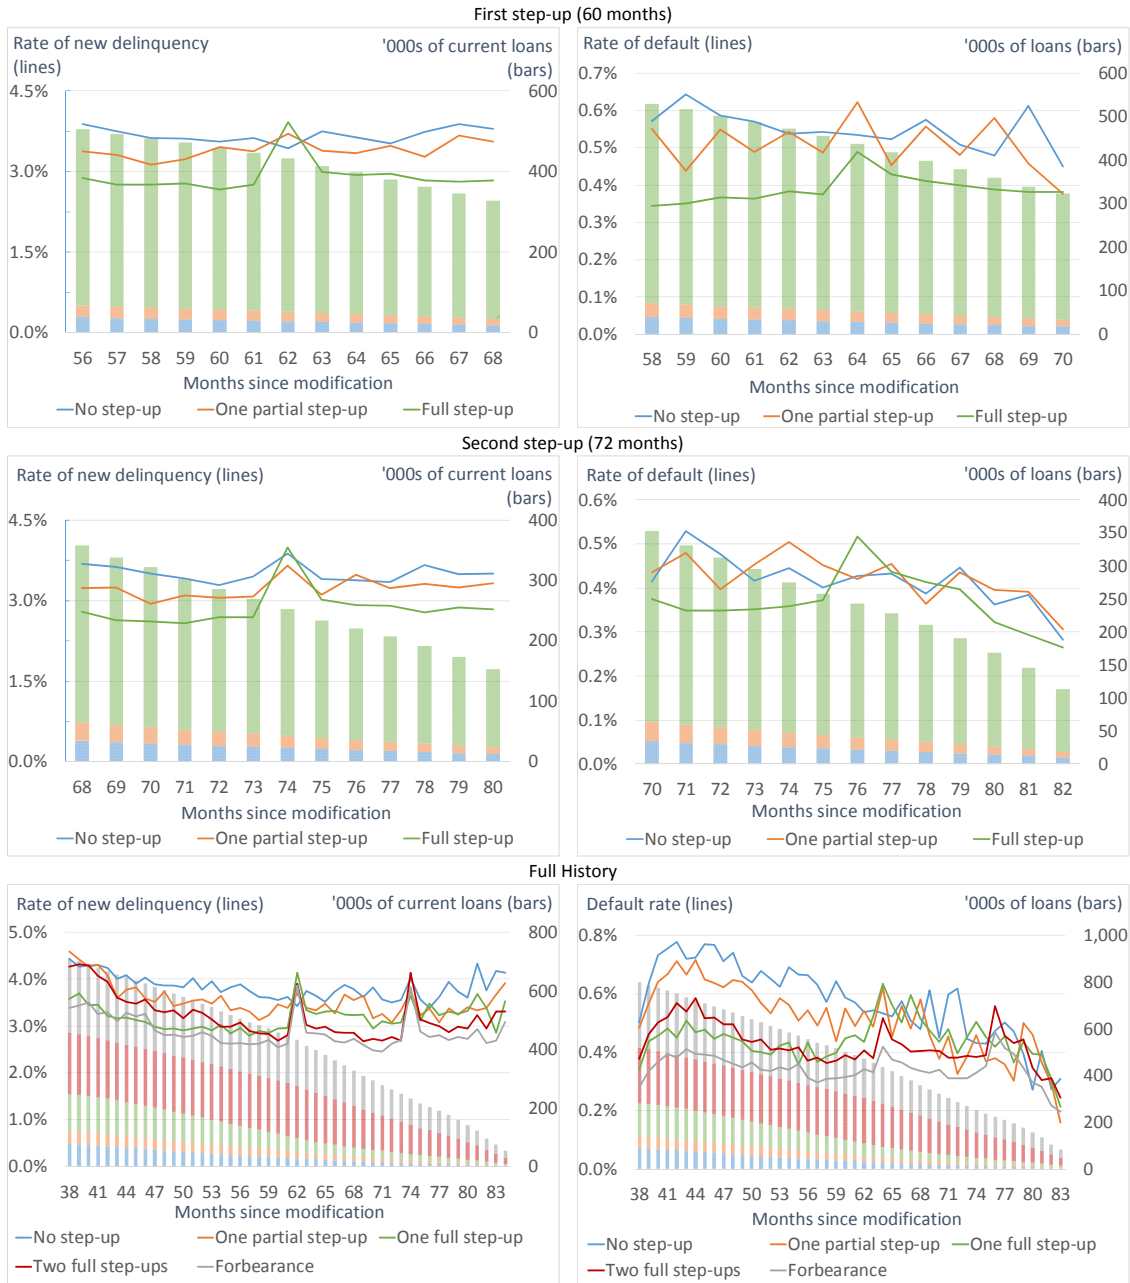 First step-up (60 months)
Rate of new delinquency
(lines)
'000s of current loans
(bars)
4.5%
3.0%
1.5%
0.0%
600
400
200
0
56 57 58 59 60 61 62 63 64 65 66 67 68
Months since modification
No step-up One partial step-up Full step-up
Rate of default (lines)
'000s of loans
(bars)
0.7%
0.6%
0.5%
0.4%
0.3%
0.2%
0.1%
0.0%
600
500
400
300
200
100
0
58 59 60 61 62 63 64 65 66 67 68 69 70
Months since modification
No step-up One partial step-up
Full step-up
Second step-up (72 months)
Rate of new delinquency (lines)
'000s of current loans
(bars)
4.5%
3.0%
1.5%
0.0%
400
300
200
100
0
68 69 70 71 72 73 74 75 76 77 78 79 80
Months since modification
No step-up One partial step-up Full step-up
Rate of default (lines)
'000s of loans (bars)
0.6%
0.5%
0.4%
0.3%
0.2%
0.1%
0.0%
400
350
300
250
200
150
100
50
0
70 71 72 73 74 75 76 77 78 79 80 81 82
Months since modification
No step-up One partial step-up Full step-up
Full History
Rate of new delinquency (lines)
'000s of current loans (bars)
5.0%
4.0%
3.0%
2.0%
1.0%
0.0%
800
600
400
200
0
38 41 44 47 50 53 56 59 62 65 68 71 74 77 80 83
Months since modification
No step-up One partial step-up One full step-up
Two full step-ups Forbearance
Default rate (lines)
'000s of loans (bars)
0.8%
0.6%
0.4%
0.2%
0.0%
1,000
800
600
400
200
0
38 41 44 47 50 53 56 59 62 65 68 71 74 77 80 83
Months since modification
No step-up One partial step-up One full step-up
Two full step-ups Forbearance